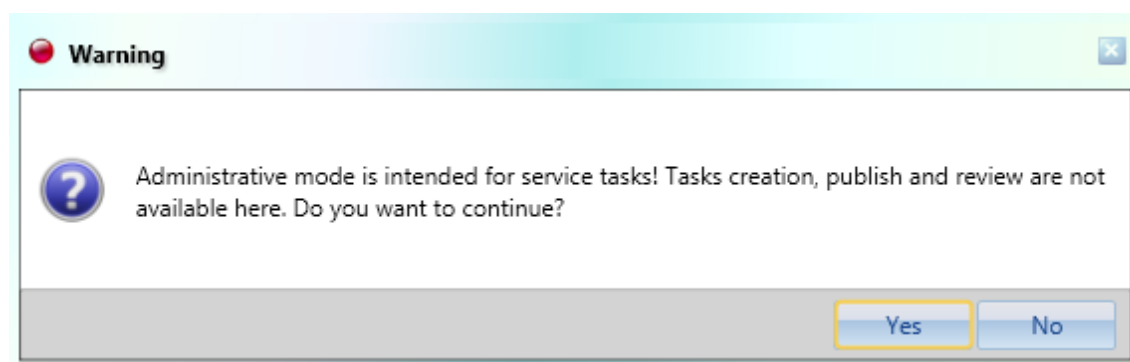 Warning
Administrative mode is intended for service tasks! Tasks creation, publish and review are not
available here. Do you want to continue?
Yes No